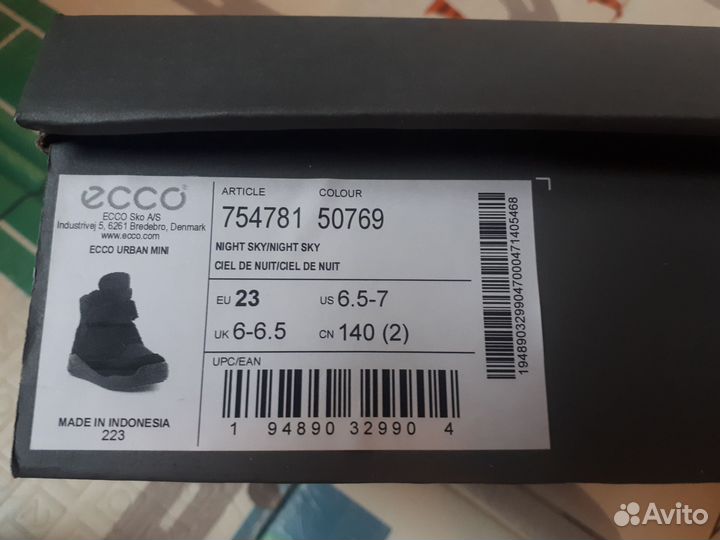 ecco
ECCO Sko A/S
Industrivej 5, 6261 Bredebro, Denmark
www.ecco.com
ECCO URBAN MINI
MADE IN INDONESIA
223
ARTICLE COLOUR
754781 50769
NIGHT SKY/NIGHT SKY
CIEL DE NUIT/CIEL DE NUIT
EU 23 US 6.5-7
UK 6-6.5 CN 140 (2)
UPC/EAN
1 94890 32990 4
1948903299047000471405468
Avito